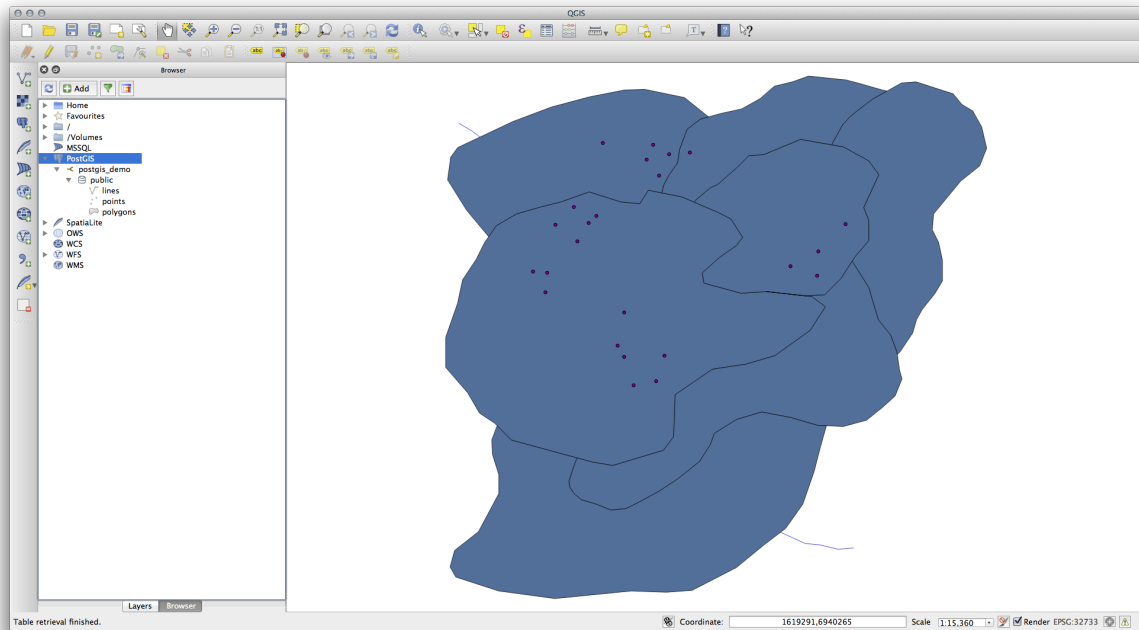 QGIS
Browser
Add
Home
Favourites
/
/Volumes
MSSQL
PostGIS
postgis_demo
public
lines
points
polygons
SpatiaLite
OWS
WCS
WFS
WMS
Layers Browser
Table retrieval finished.
Coordinate: 1619291,6940265 Scale 1:15,360 Render EPSG:32733